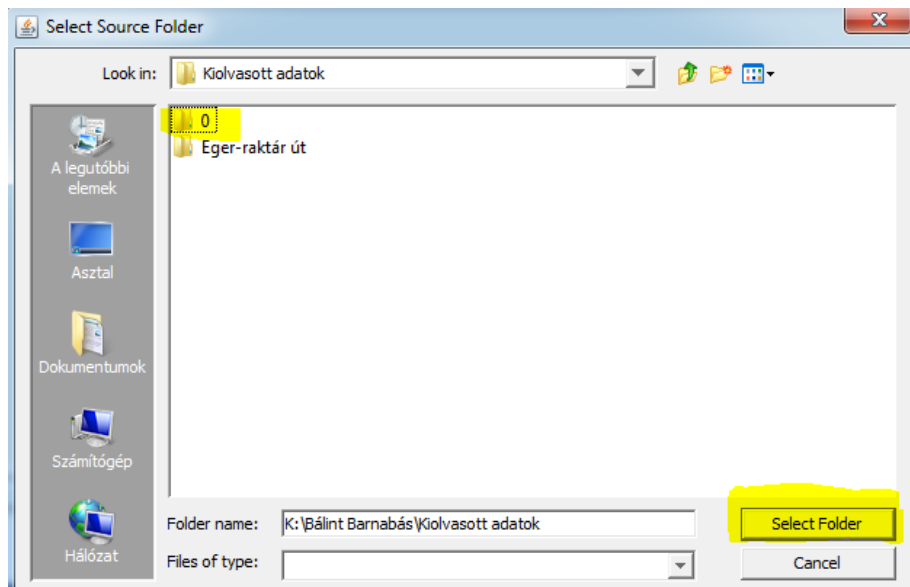 Select Source Folder
Look in: Kiolvasott adatok
0
Eger-raktár út
A legutóbbi
elemek
Asztal
Dokumentumok
Számítógép
Hálózat
Folder name: K:\Bálint Barnabás\Kiolvasott adatok
Select Folder
Files of type:
Cancel